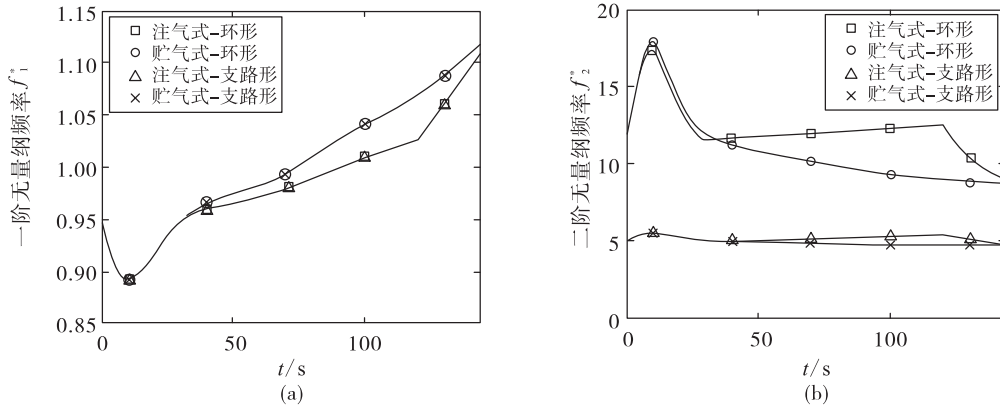 1.15
1.10
1.05
1.00
0.95
0.90
0.85
一阶无量纲频率 f₁*
注气式-环形
贮气式-环形
注气式-支路形
贮气式-支路形
0
50
100
t/s
(a)
20
15
10
5
0
二阶无量纲频率 f₂*
注气式-环形
贮气式-环形
注气式-支路形
贮气式-支路形
0
50
100
t/s
(b)